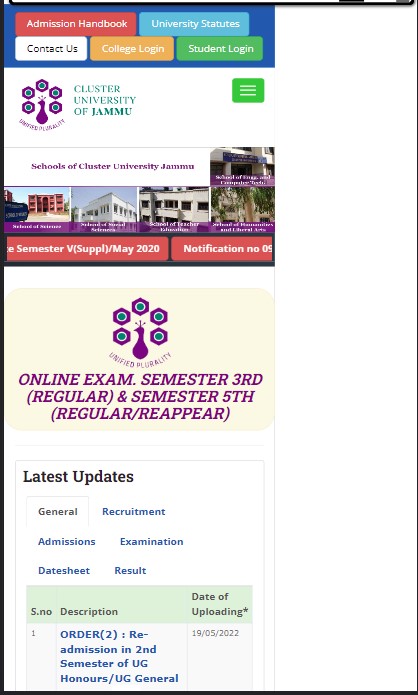 Admission Handbook University Statutes
Contact Us College Login Student Login
CLUSTER
UNIVERSITY
OF JAMMU
UNIFIED PLURALITY
Schools of Cluster University Jammu
School of Engg. and
Computer Tech.
School of Science
School of Social
Sciences
School of Teacher
Education
School of Humanities
and Liberal Arts
e Semester V(Suppl)/May 2020 Notification no 09
UNIFIED PLURALITY
ONLINE EXAM. SEMESTER 3RD
(REGULAR) & SEMESTER 5TH
(REGULAR/REAPPEAR)
Latest Updates
General Recruitment
Admissions Examination
Datesheet Result
S.no Description Date of
Uploading*
1 ORDER(2) : Re- 19/05/2022
admission in 2nd
Semester of UG
Honours/UG General